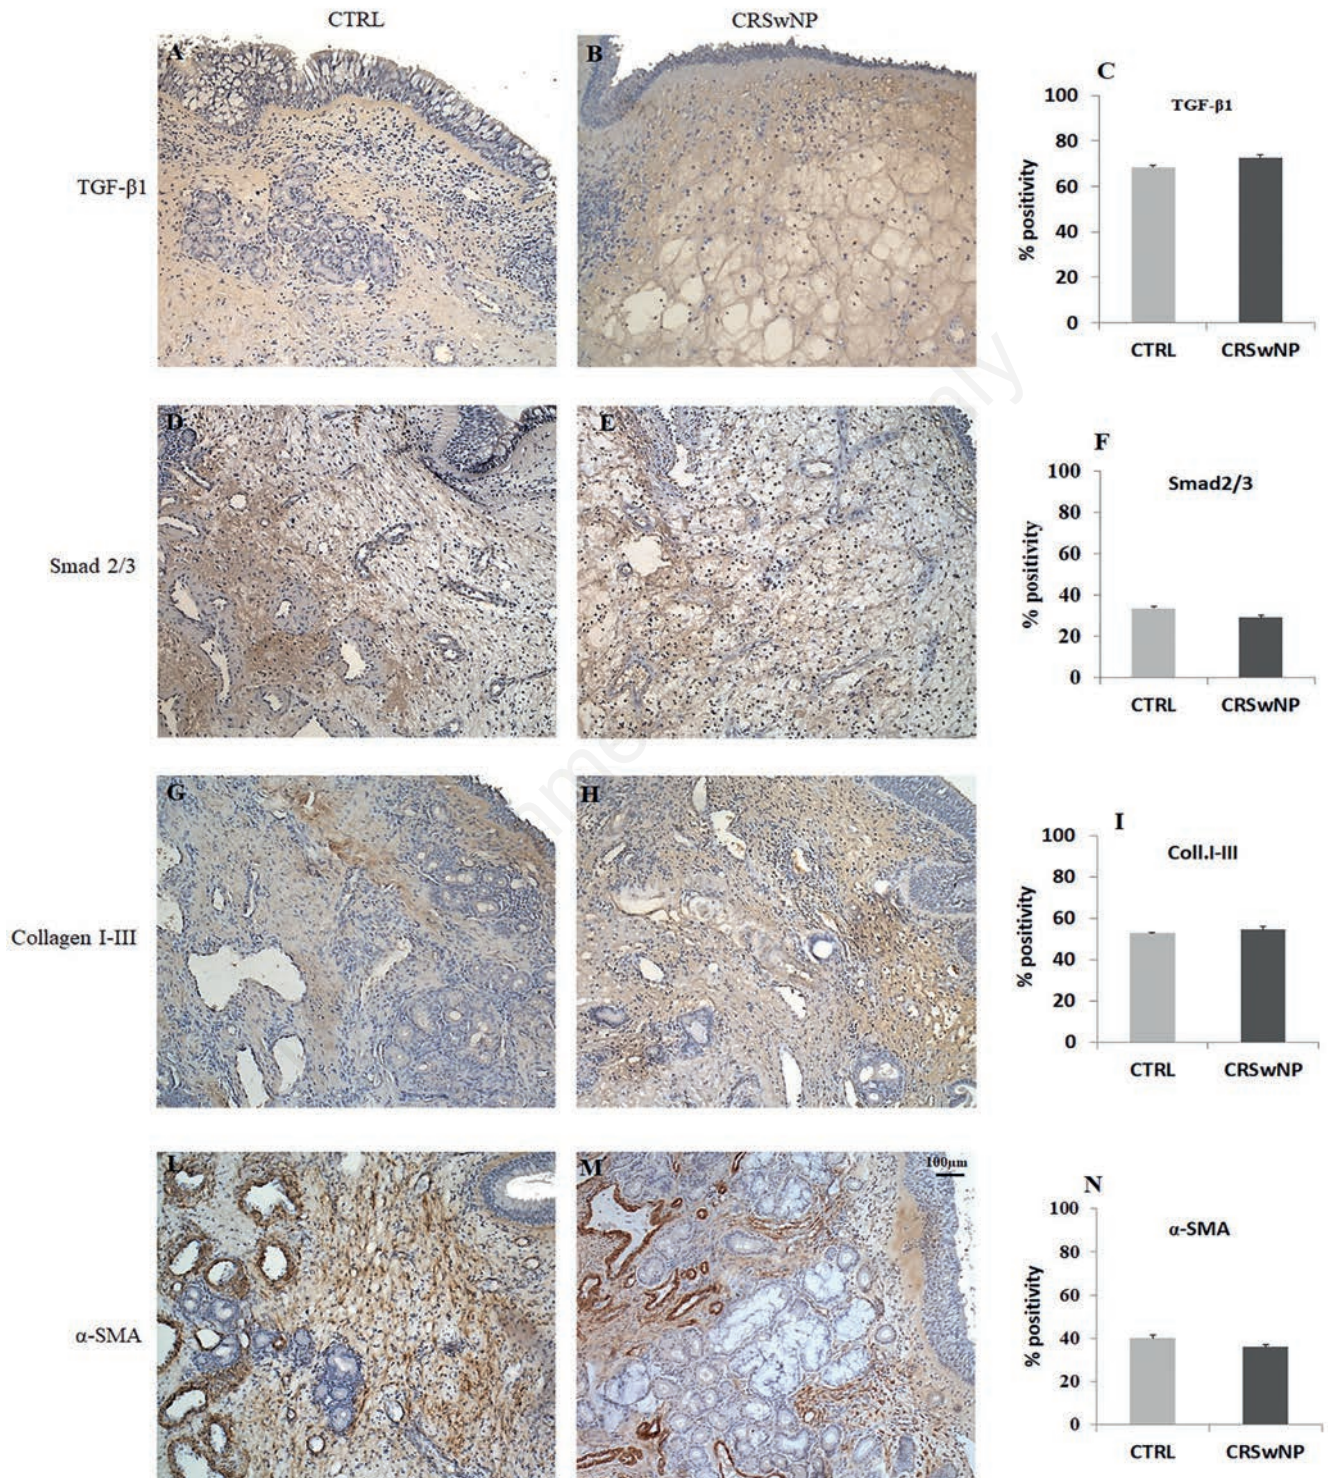 CTRL
CRSwNP
A
B
TGF-β1
C
TGF-β1
% positivity
100
80
60
40
20
0
CTRL
CRSwNP
D
E
Smad 2/3
F
Smad2/3
% positivity
100
80
60
40
20
0
CTRL
CRSwNP
G
H
Collagen I-III
I
Coll.I-III
% positivity
100
80
60
40
20
0
CTRL
CRSwNP
L
M
100µm
α-SMA
N
α-SMA
% positivity
100
80
60
40
20
0
CTRL
CRSwNP